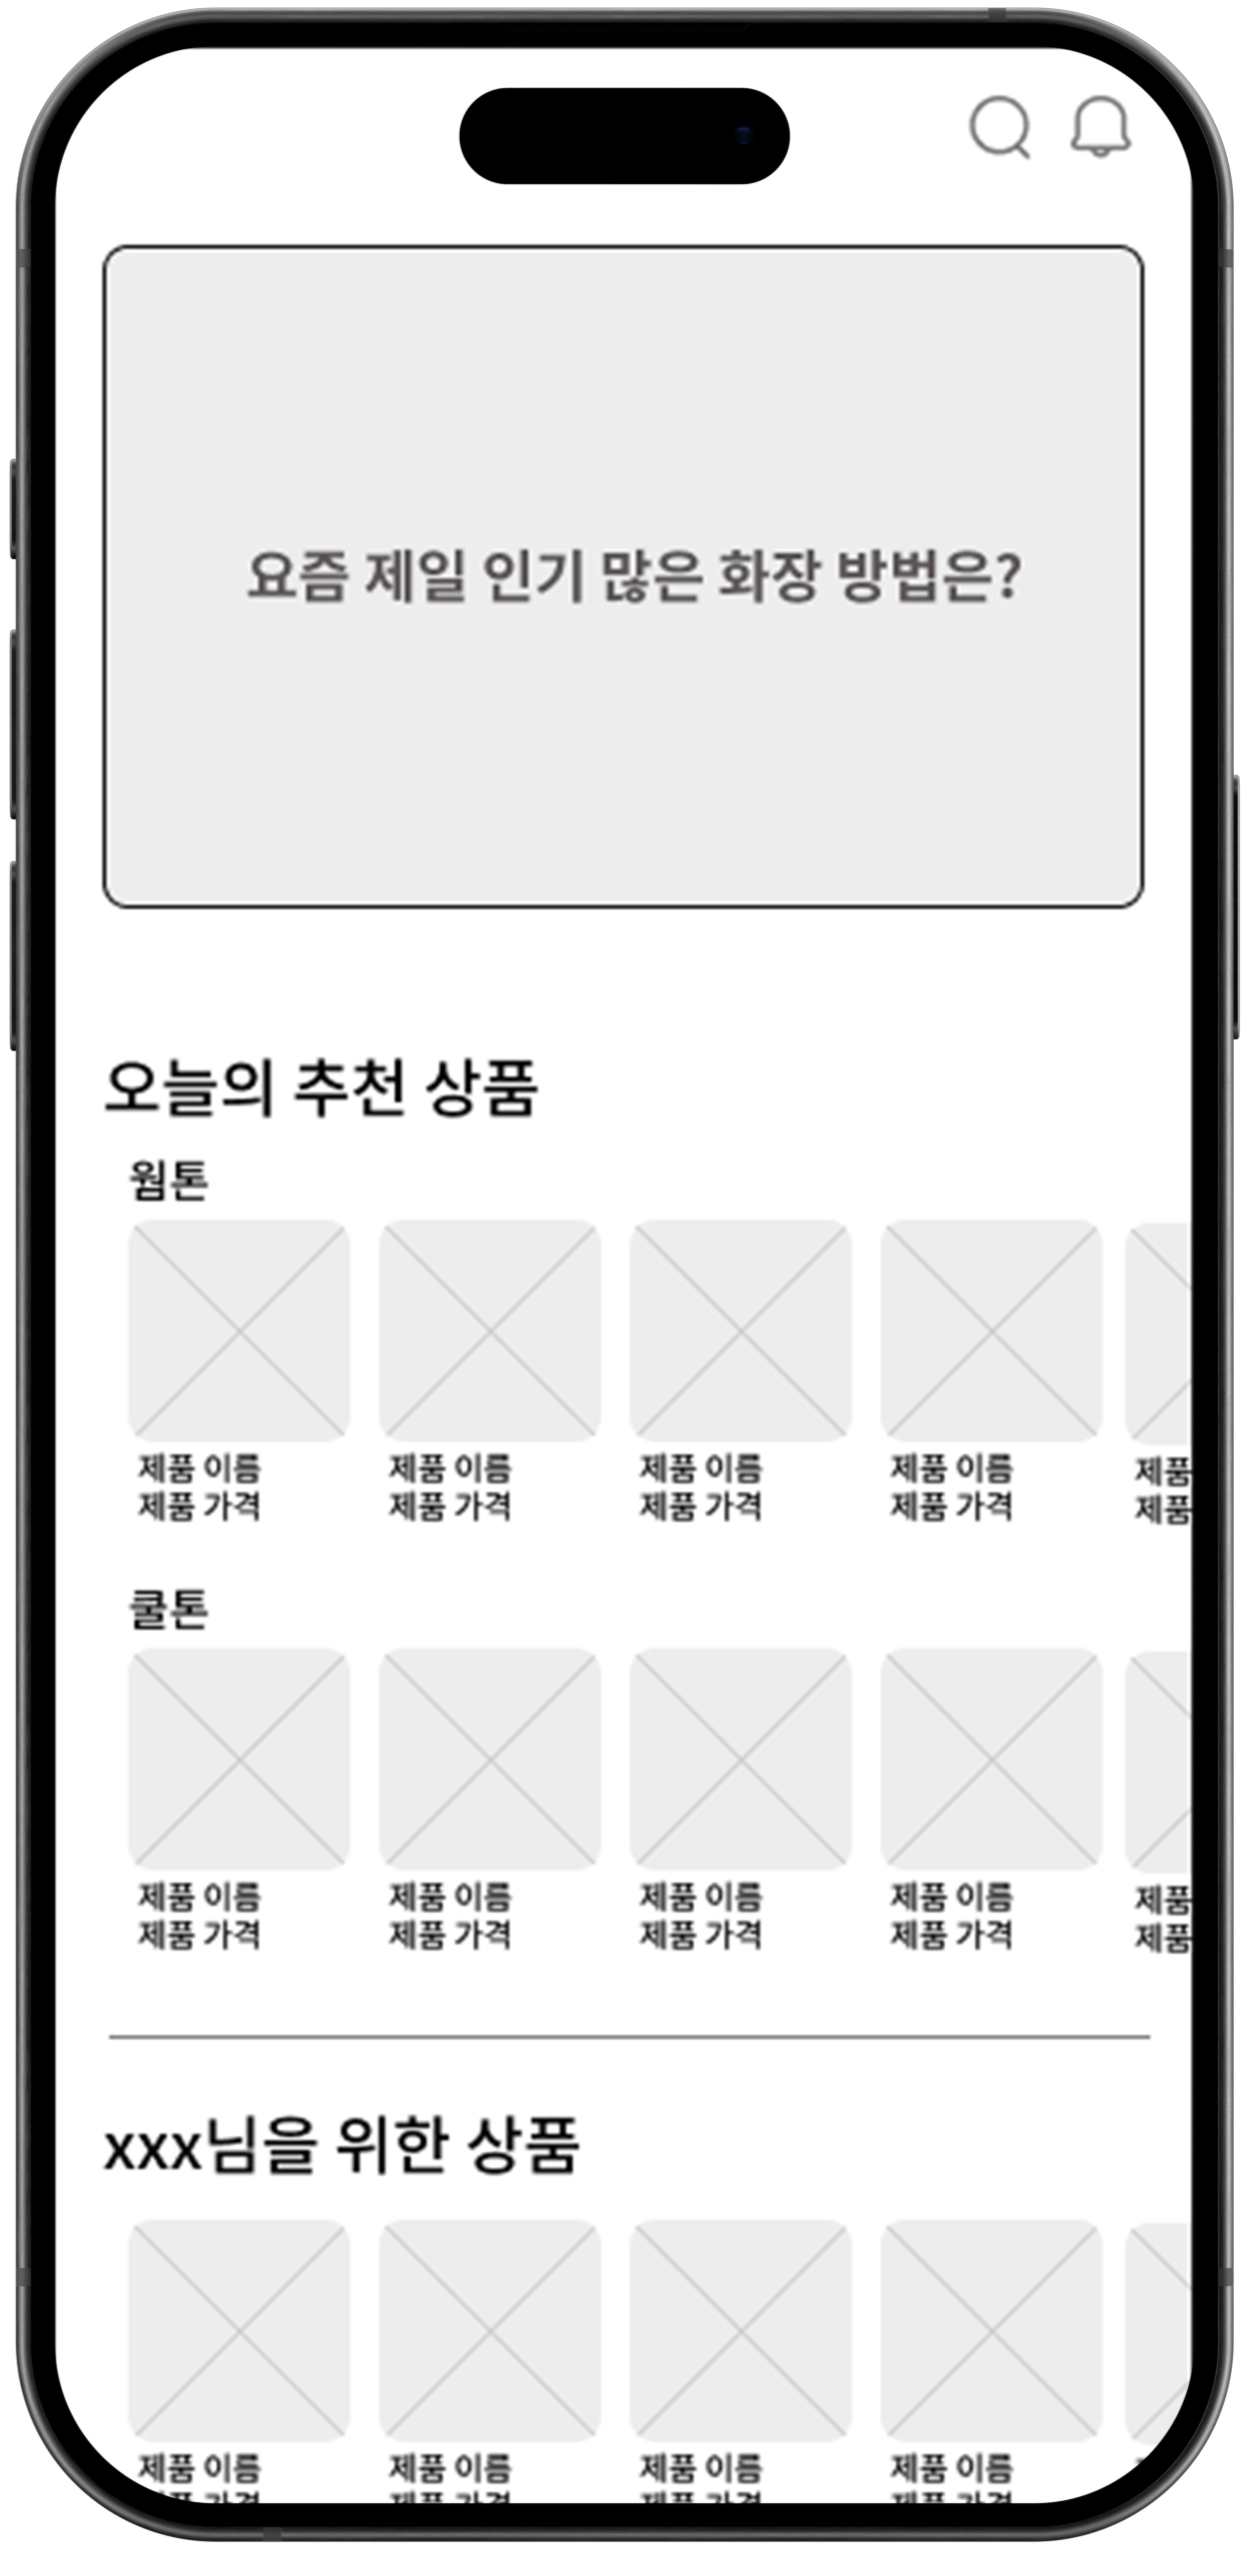 요즘 제일 인기 많은 화장 방법은?
오늘의 추천 상품
웜톤
제품 이름 제품 이름 제품 이름 제품 이름 제품
제품 가격 제품 가격 제품 가격 제품 가격 제품
쿨톤
제품 이름 제품 이름 제품 이름 제품 이름 제품
제품 가격 제품 가격 제품 가격 제품 가격 제품
xxx님을 위한 상품
제품 이름 제품 이름 제품 이름 제품 이름